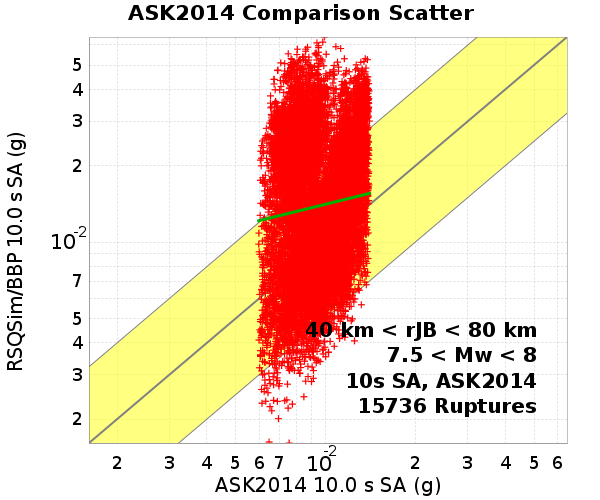 ASK2014 Comparison Scatter
RSQSim/BBP 10.0 s SA (g)
5
4
3
2
10-2
7
5
4
3
2
40 km < rJB < 80 km
7.5 < Mw < 8
10s SA, ASK2014
15736 Ruptures
2 3 4 5 6 7 10-2 2 3 4 5 6
ASK2014 10.0 s SA (g)